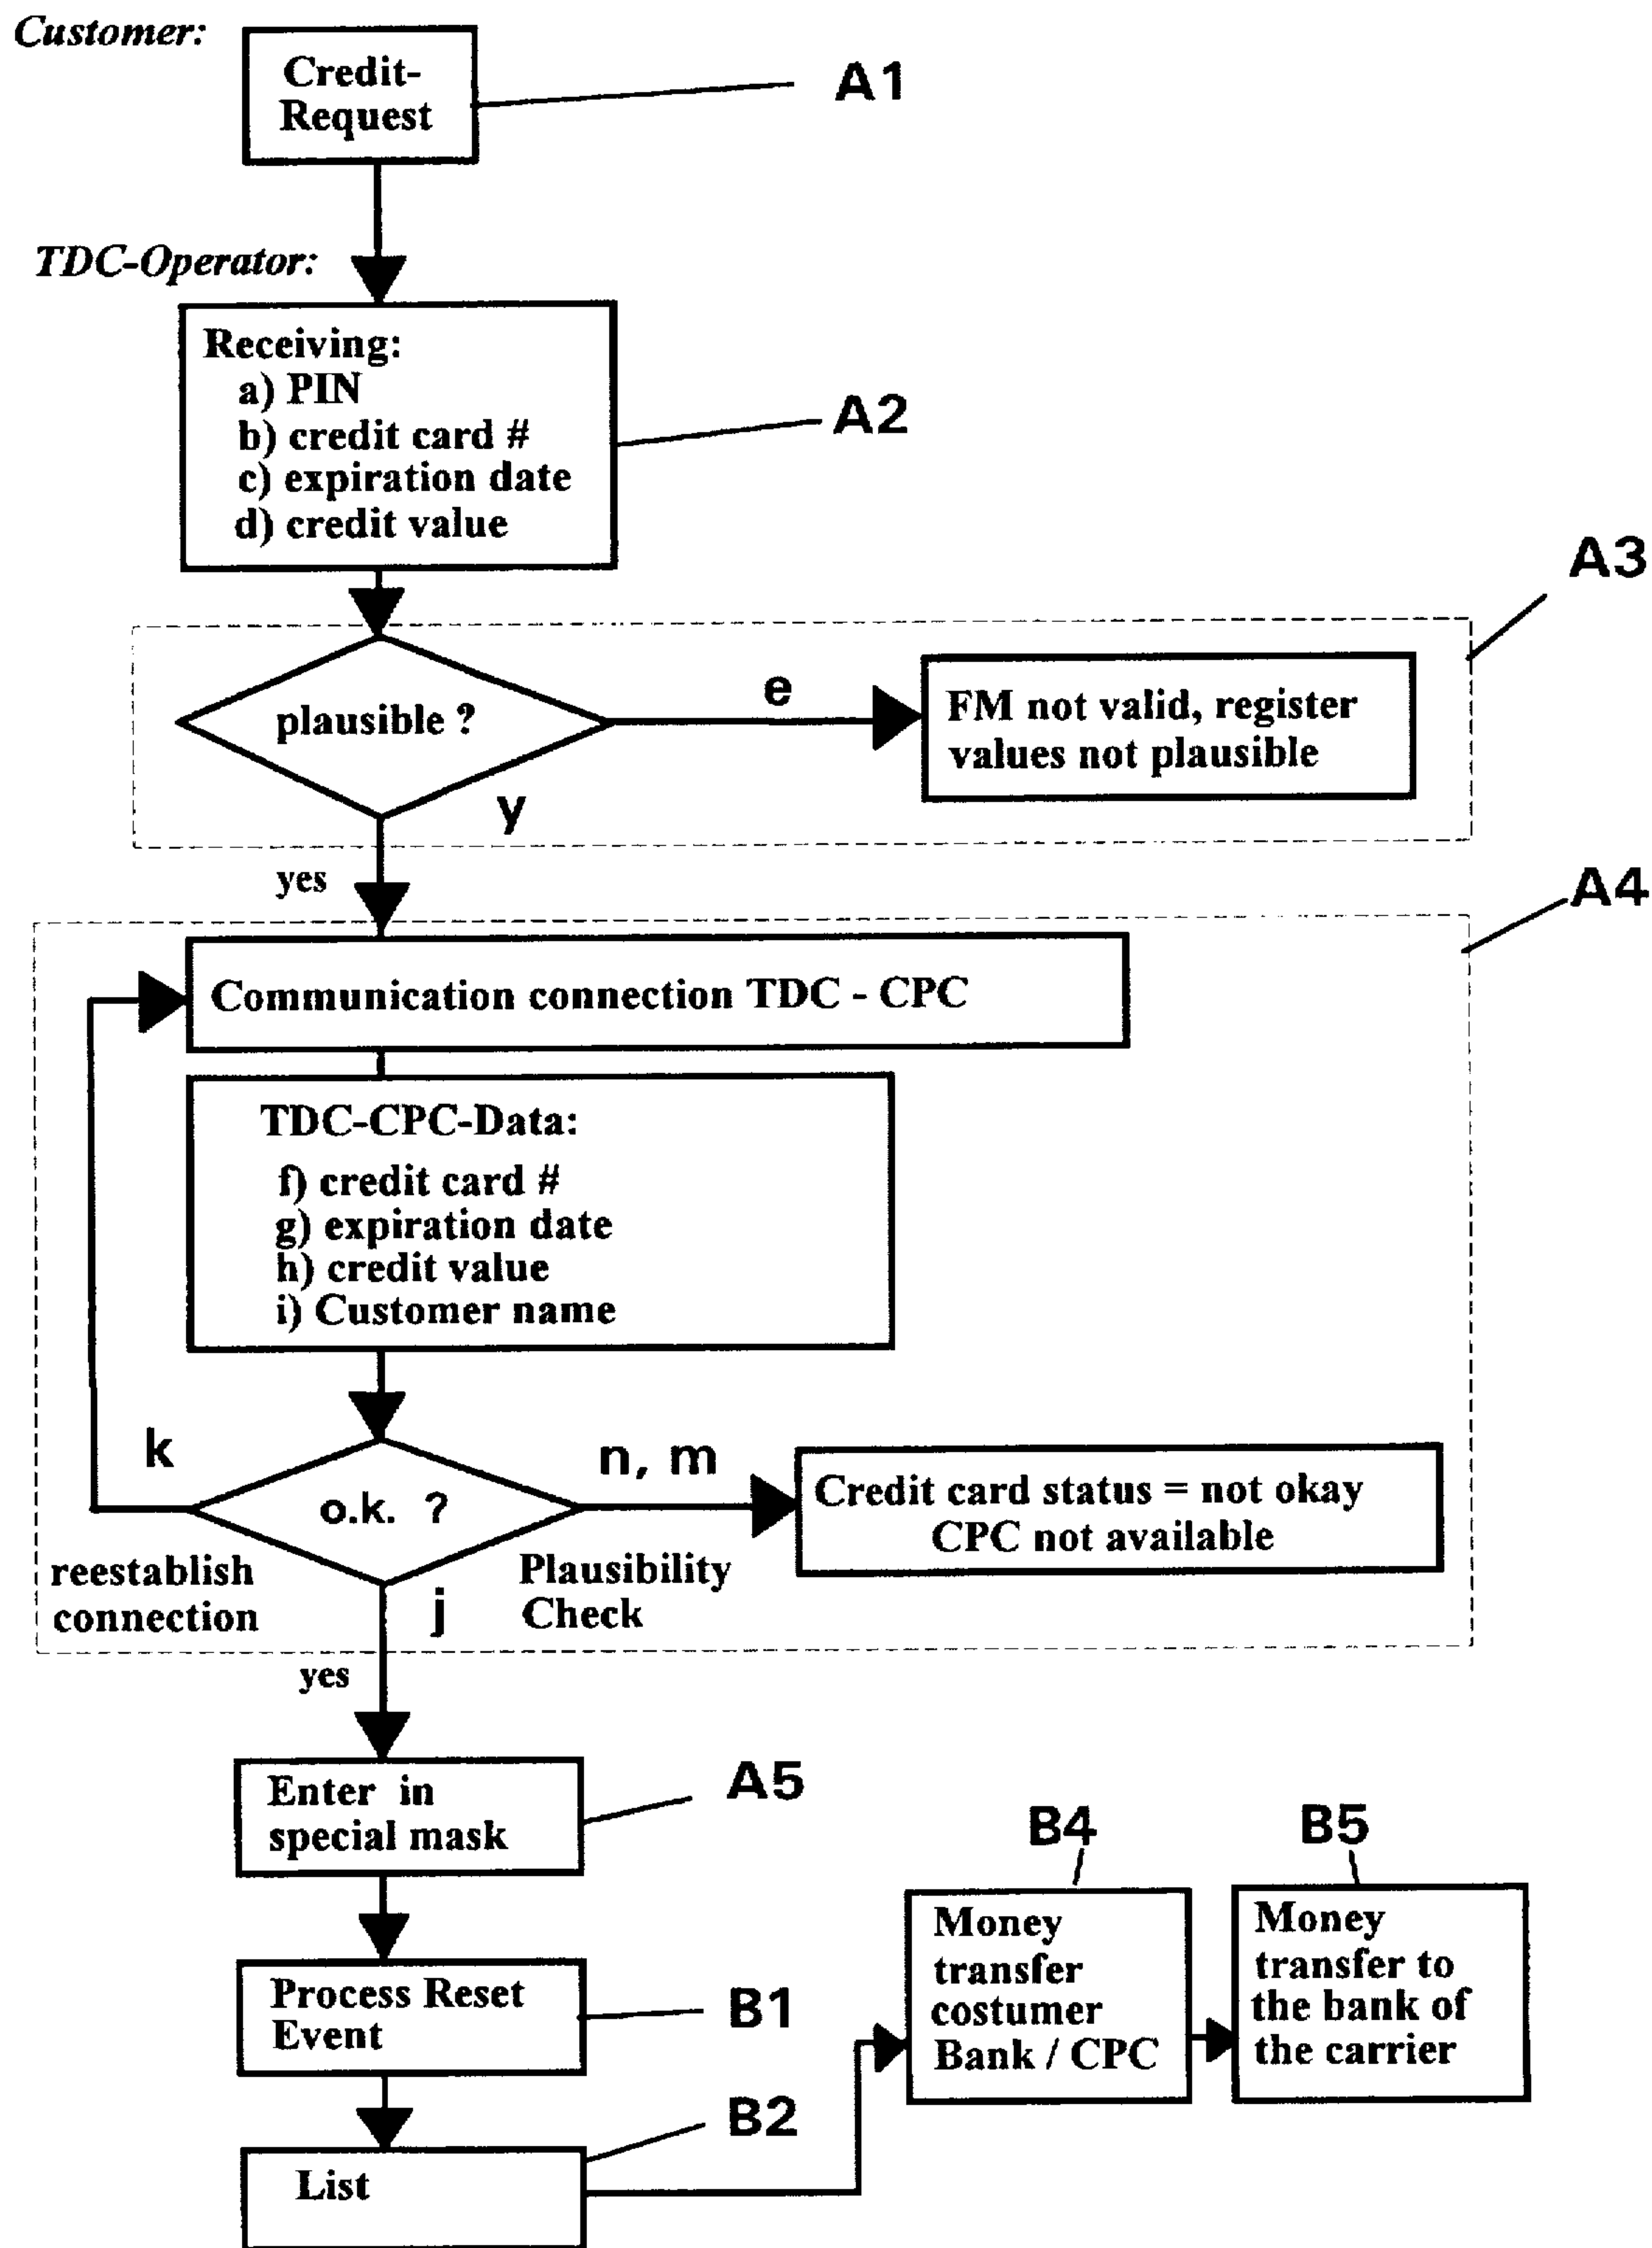 Customer:
Credit-
Request
A1
TDC-Operator:
Receiving:
a) PIN
b) credit card #
c) expiration date
d) credit value
A2
A3
plausible ?
e
FM not valid, register
values not plausible
y
yes
A4
Communication connection TDC - CPC
TDC-CPC-Data:
f) credit card #
g) expiration date
h) credit value
i) Customer name
k
o.k. ?
n, m
Credit card status = not okay
CPC not available
reestablish
connection
j
Plausibility
Check
yes
Enter in
special mask
A5
Process Reset
Event
B1
List
B2
B4
Money
transfer
costumer
Bank / CPC
B5
Money
transfer to
the bank of
the carrier